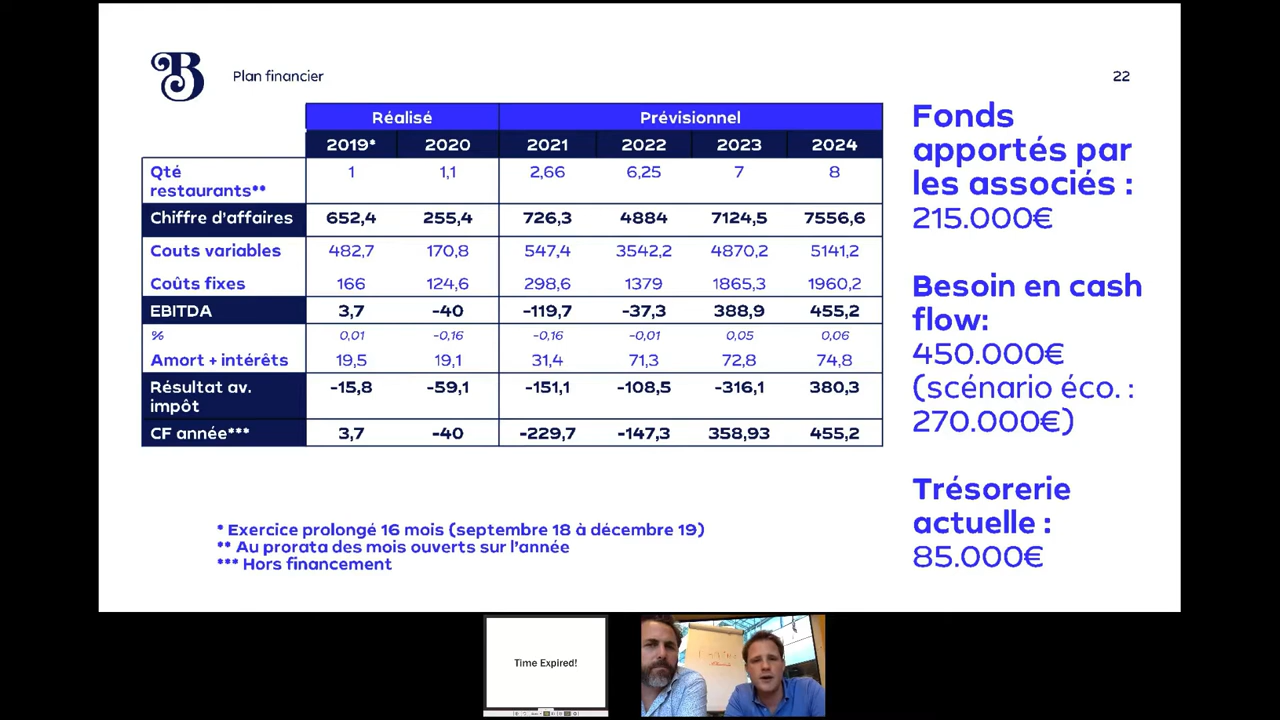 B
Plan financier
22
Réalisé Prévisionnel
2019* 2020 2021 2022 2023 2024
Qté
restaurants** 1 1,1 2,66 6,25 7 8
Chiffre d'affaires 652,4 255,4 726,3 4884 7124,5 7556,6
Couts variables 482,7 170,8 547,4 3542,2 4870,2 5141,2
Coûts fixes 166 124,6 298,6 1379 1865,3 1960,2
EBITDA 3,7 -40 -119,7 -37,3 388,9 455,2
% 0,01 -0,16 -0,16 -0,01 0,05 0,06
Amort + intérêts 19,5 19,1 31,4 71,3 72,8 74,8
Résultat av.
impôt -15,8 -59,1 -151,1 -108,5 -316,1 380,3
CF année*** 3,7 -40 -229,7 -147,3 358,93 455,2
* Exercice prolongé 16 mois (septembre 18 à décembre 19)
** Au prorata des mois ouverts sur l'année
*** Hors financement
Fonds
apportés par
les associés :
215.000€
Besoin en cash
flow:
450.000€
(scénario éco. :
270.000€)
Trésorerie
actuelle :
85.000€
Time Expired!